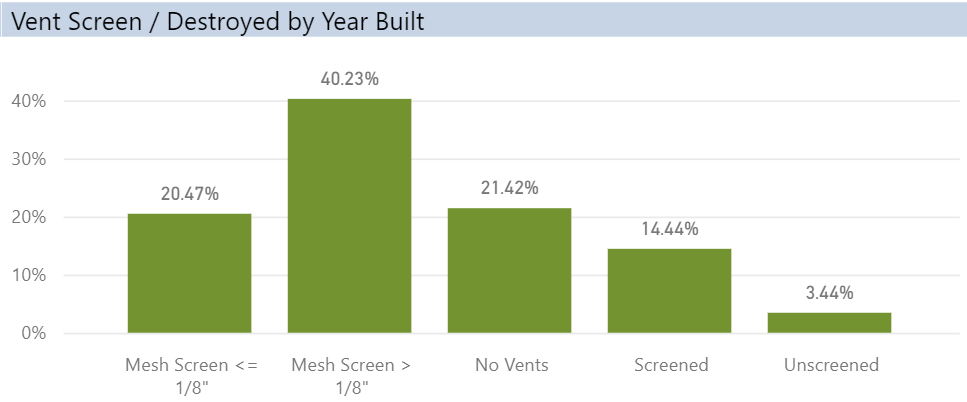 Vent Screen / Destroyed by Year Built
40.23%
40%
30%
20.47%
21.42%
20%
14.44%
10%
3.44%
0%
Mesh Screen <=
1/8"
Mesh Screen >
1/8"
No Vents
Screened
Unscreened